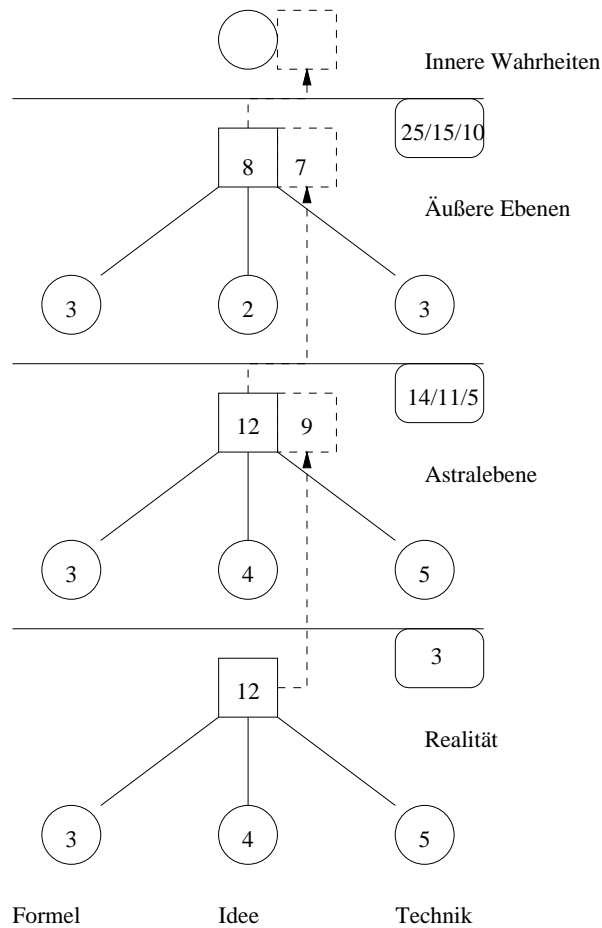 Innere Wahrheiten
25/15/10
8 7
Äußere Ebenen
3 2 3
14/11/5
12 9
Astralebene
3 4 5
3
12
Realität
3 4 5
Formel Idee Technik